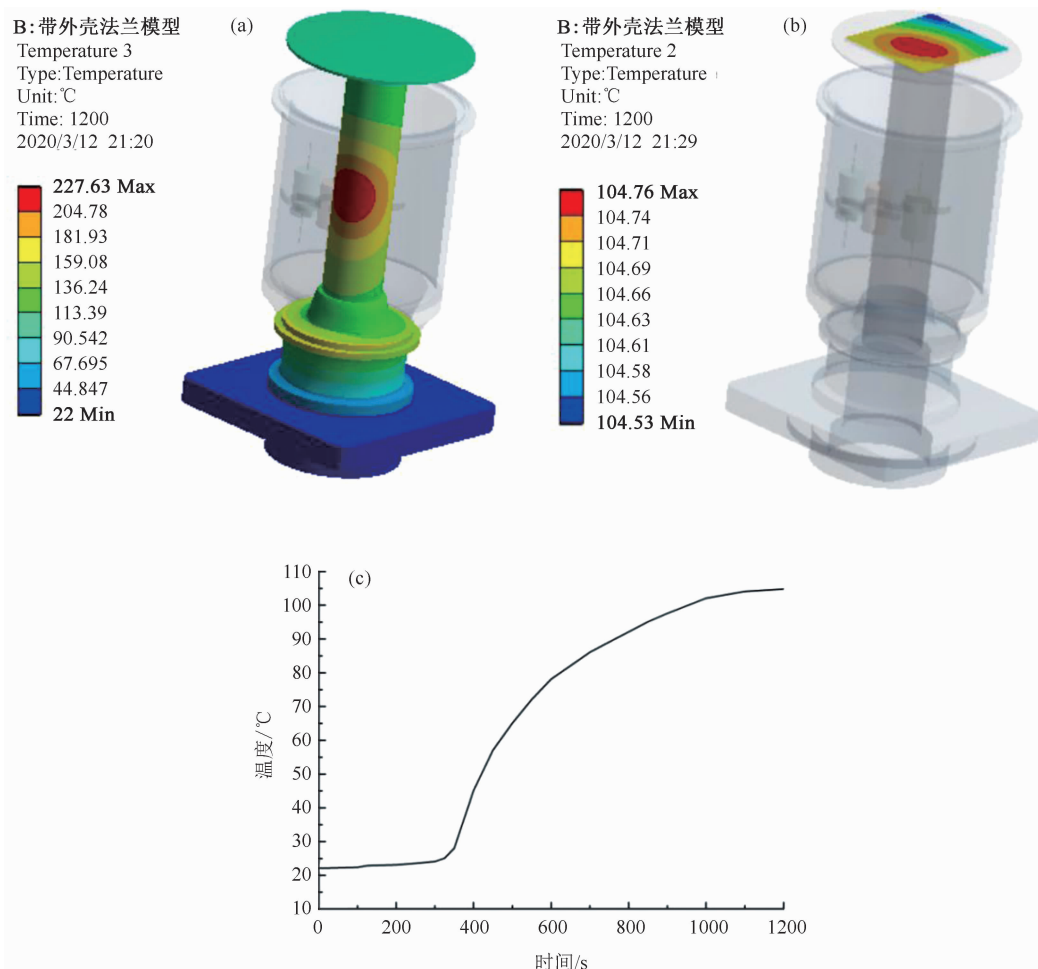 B:带外壳法兰模型
Temperature 3
Type:Temperature
Unit:℃
Time: 1200
2020/3/12 21:20
(a)
227.63 Max
204.78
181.93
159.08
136.24
113.39
90.542
67.695
44.847
22 Min
B:带外壳法兰模型
Temperature 2
Type:Temperature
Unit:℃
Time: 1200
2020/3/12 21:29
(b)
104.76 Max
104.74
104.71
104.69
104.66
104.63
104.61
104.58
104.56
104.53 Min
(c)
110
100
90
80
70
60
50
40
30
20
10
温度/℃
0 200 400 600 800 1000 1200
时间/s